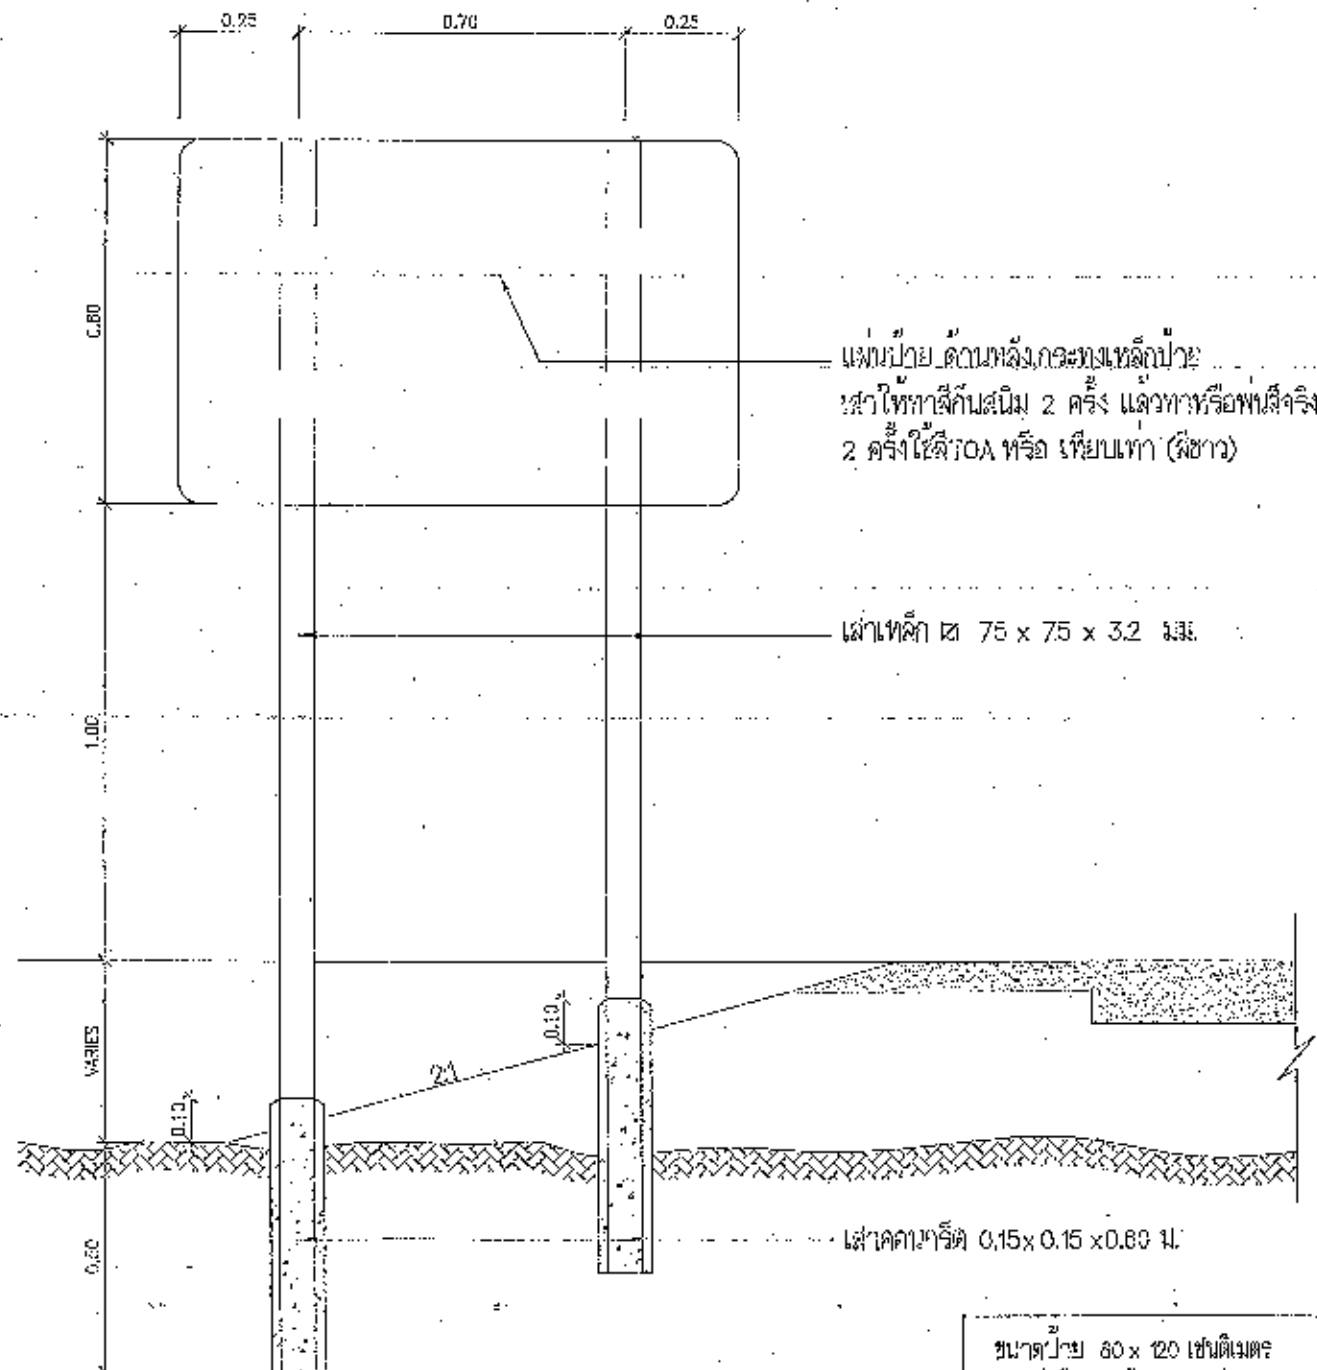 0.25 0.70 0.25
0.80
แผ่นป้าย ด้านหลัง,กระทงเหล็กป้าย
เสาให้ทาสีกันสนิม 2 ครั้ง แล้วทาหรือพ่นสีจริง
2 ครั้งใช้สีTOA หรือ เทียบเท่า (สีขาว)
เสาเหล็ก 75 x 75 x 3.2 มม.
1.00
0.10
VARIES
2:1
0.10
เสาคอนกรีต 0.15x 0.15 x0.60 ม.
0.60
ขนาดป้าย 80 x 120 เซนติเมตร